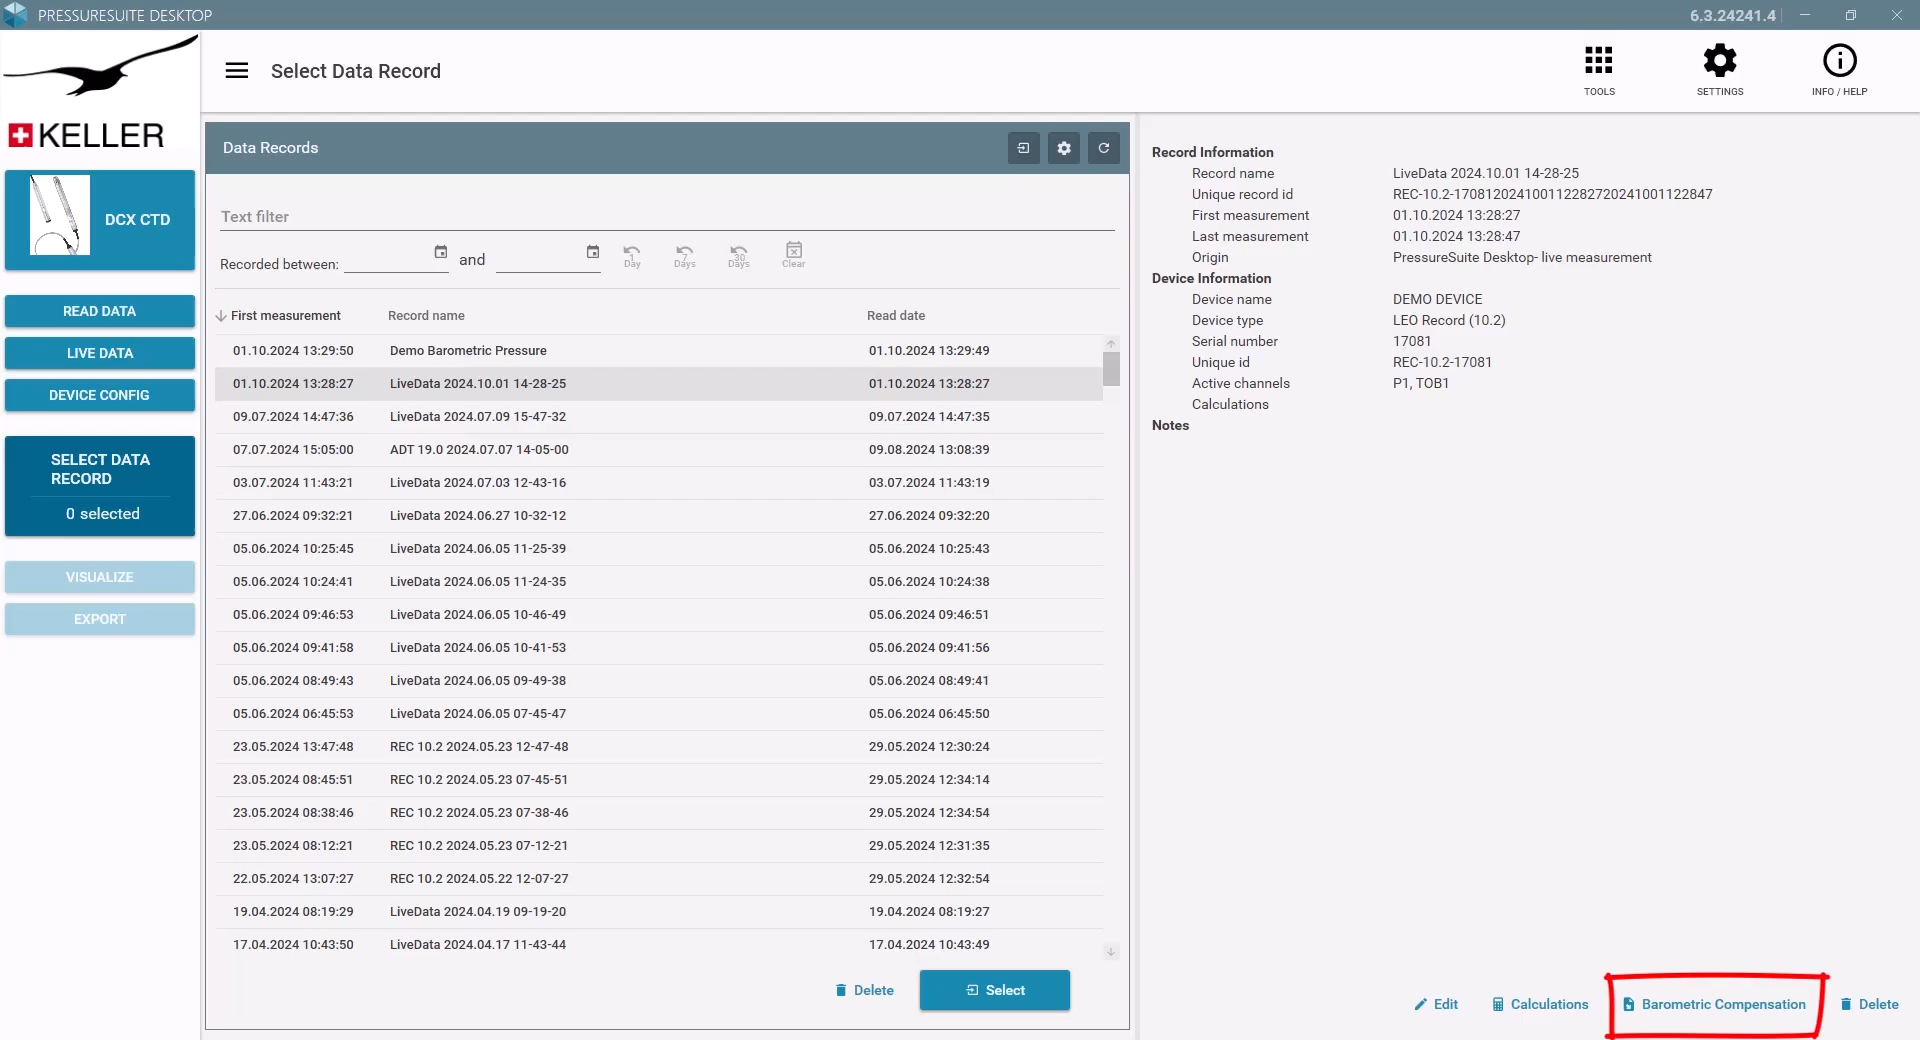 PRESSURESUITE DESKTOP
6.3.24241.4
KELLER
Select Data Record
TOOLS
SETTINGS
INFO / HELP
DCX CTD
READ DATA
LIVE DATA
DEVICE CONFIG
SELECT DATA
RECORD
0 selected
VISUALIZE
EXPORT
Data Records
Text filter
Recorded between:
and
1
Day
7
Days
30
Days
Clear
First measurement Record name Read date
01.10.2024 13:29:50 Demo Barometric Pressure 01.10.2024 13:29:49
01.10.2024 13:28:27 LiveData 2024.10.01 14-28-25 01.10.2024 13:28:27
09.07.2024 14:47:36 LiveData 2024.07.09 15-47-32 09.07.2024 14:47:35
07.07.2024 15:05:00 ADT 19.0 2024.07.07 14-05-00 09.08.2024 13:08:39
03.07.2024 11:43:21 LiveData 2024.07.03 12-43-16 03.07.2024 11:43:19
27.06.2024 09:32:21 LiveData 2024.06.27 10-32-12 27.06.2024 09:32:20
05.06.2024 10:25:45 LiveData 2024.06.05 11-25-39 05.06.2024 10:25:43
05.06.2024 10:24:41 LiveData 2024.06.05 11-24-35 05.06.2024 10:24:38
05.06.2024 09:46:53 LiveData 2024.06.05 10-46-49 05.06.2024 09:46:51
05.06.2024 09:41:58 LiveData 2024.06.05 10-41-53 05.06.2024 09:41:56
05.06.2024 08:49:43 LiveData 2024.06.05 09-49-38 05.06.2024 08:49:41
05.06.2024 06:45:53 LiveData 2024.06.05 07-45-47 05.06.2024 06:45:50
23.05.2024 13:47:48 REC 10.2 2024.05.23 12-47-48 29.05.2024 12:30:24
23.05.2024 08:45:51 REC 10.2 2024.05.23 07-45-51 29.05.2024 12:34:14
23.05.2024 08:38:46 REC 10.2 2024.05.23 07-38-46 29.05.2024 12:34:54
23.05.2024 08:12:21 REC 10.2 2024.05.23 07-12-21 29.05.2024 12:31:35
22.05.2024 13:07:27 REC 10.2 2024.05.22 12-07-27 29.05.2024 12:32:54
19.04.2024 08:19:29 LiveData 2024.04.19 09-19-20 19.04.2024 08:19:27
17.04.2024 10:43:50 LiveData 2024.04.17 11-43-44 17.04.2024 10:43:49
Delete
Select
Record Information
Record name LiveData 2024.10.01 14-28-25
Unique record id REC-10.2-170812024100112282720241001122847
First measurement 01.10.2024 13:28:27
Last measurement 01.10.2024 13:28:47
Origin PressureSuite Desktop- live measurement
Device Information
Device name DEMO DEVICE
Device type LEO Record (10.2)
Serial number 17081
Unique id REC-10.2-17081
Active channels P1, TOB1
Calculations
Notes
Edit
Calculations
Barometric Compensation
Delete